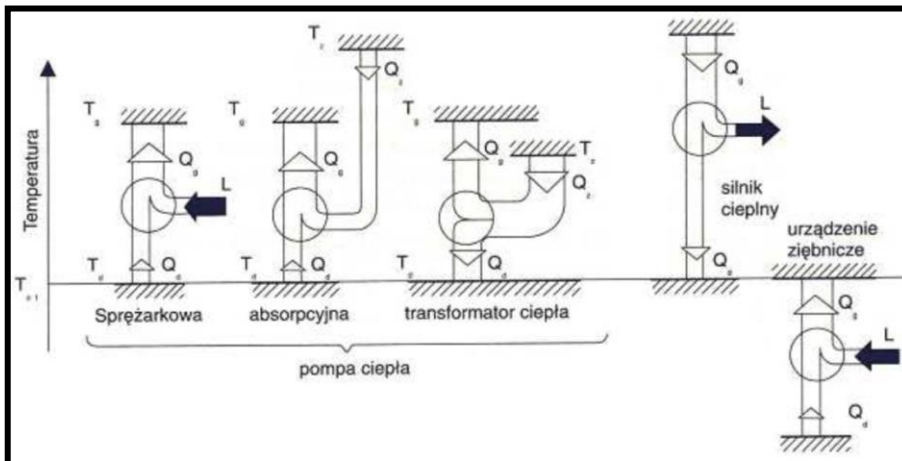 Temperatura
T g
Q g
L
T d
Q d
T o t
Sprężarkowa
T g
Q g
T z
Q z
T d
Q d
absorpcyjna
T g
Q g
T z
Q z
T d
Q d
transformator ciepła
pompa ciepła
Q g
L
silnik
cieplny
Q d
urządzenie
ziębnicze
Q g
L
Q d